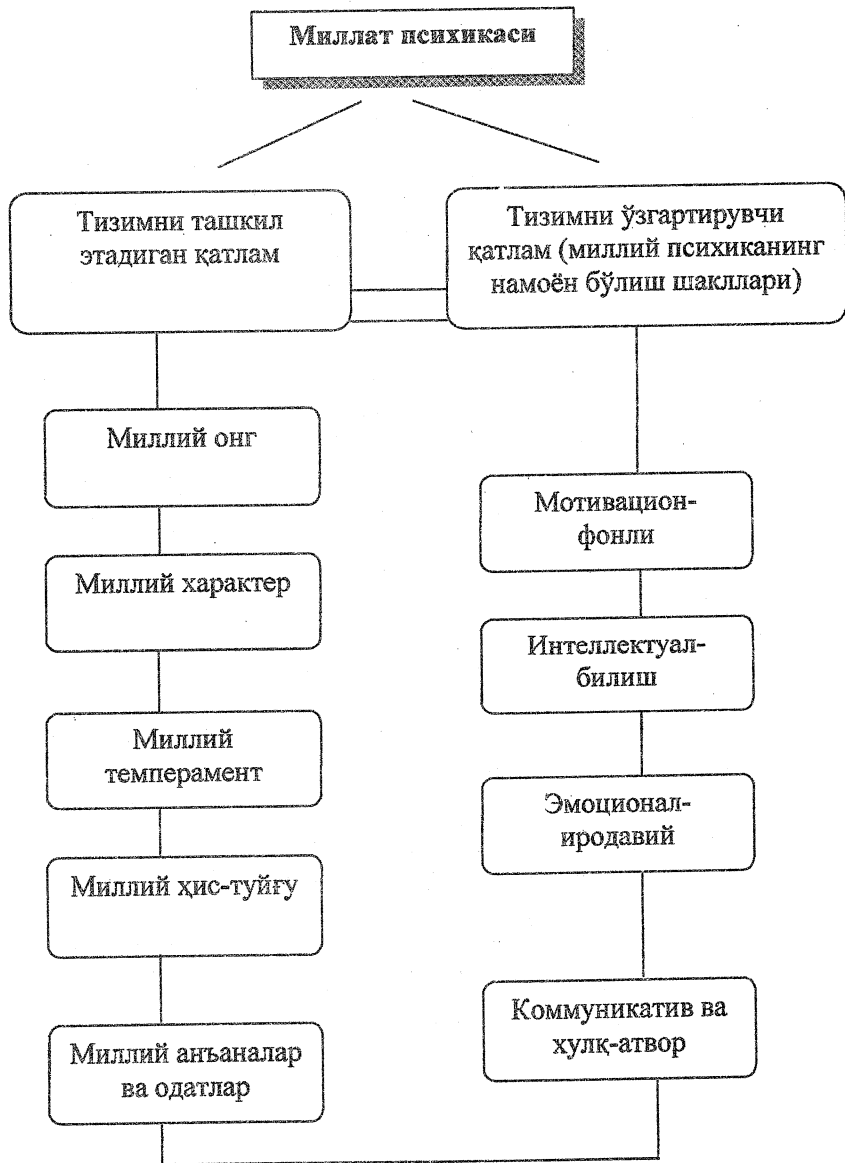 Миллат психикаси
Тизимни ташкил
этадиган қатлам
Тизимни ўзгартирувчи
қатлам (миллий психиканинг
намоён бўлиш шакллари)
Миллий онг
Миллий характер
Миллий
темперамент
Миллий ҳис-туйғу
Миллий анъаналар
ва одатлар
Мотивацион-
фонли
Интеллектуал-
билиш
Эмоционал-
иродавий
Коммуникатив ва
хулқ-атвор